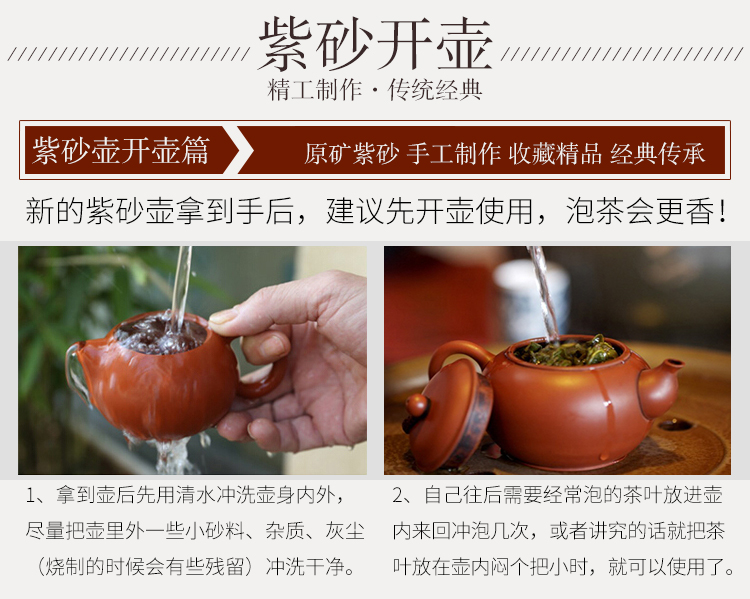 紫砂开壶
精工制作·传统经典
紫砂壶开壶篇
原矿紫砂 手工制作 收藏精品 经典传承
新的紫砂壶拿到手后，建议先开壶使用，泡茶会更香！
1、拿到壶后先用清水冲洗壶身内外，
尽量把壶里外一些小砂料、杂质、灰尘
（烧制的时候会有些残留）冲洗干净。
2、自己往后需要经常泡的茶叶放进壶
内来回冲泡几次，或者讲究的话就把茶
叶放在壶内闷个把小时，就可以使用了。